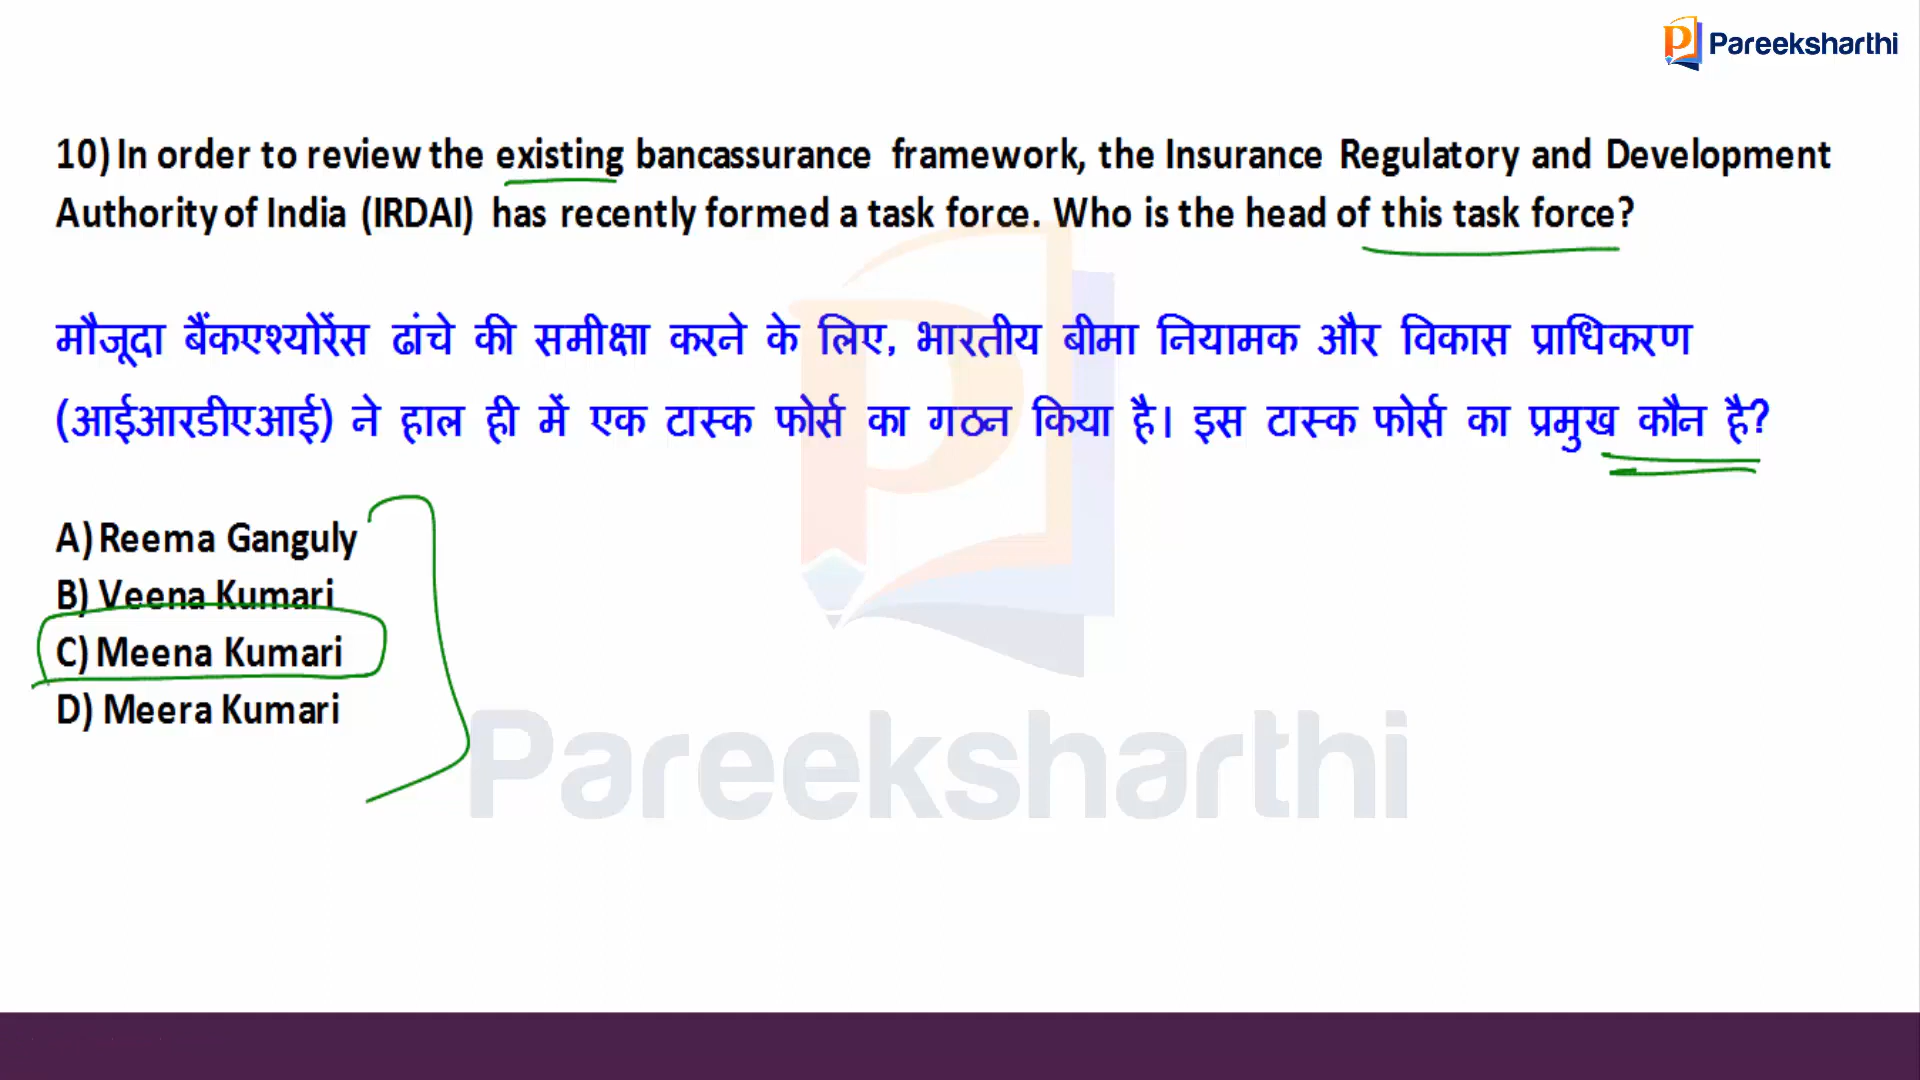 Pareeksharthi
10) In order to review the existing bancassurance framework, the Insurance Regulatory and Development
Authority of India (IRDAI) has recently formed a task force. Who is the head of this task force?
मौजूदा बैंकएश्योरेंस ढांचे की समीक्षा करने के लिए, भारतीय बीमा नियामक और विकास प्राधिकरण
(आईआरडीएआई) ने हाल ही में एक टास्क फोर्स का गठन किया है। इस टास्क फोर्स का प्रमुख कौन है?
A) Reema Ganguly
B) Veena Kumari
C) Meena Kumari
D) Meera Kumari
Pareeksharthi